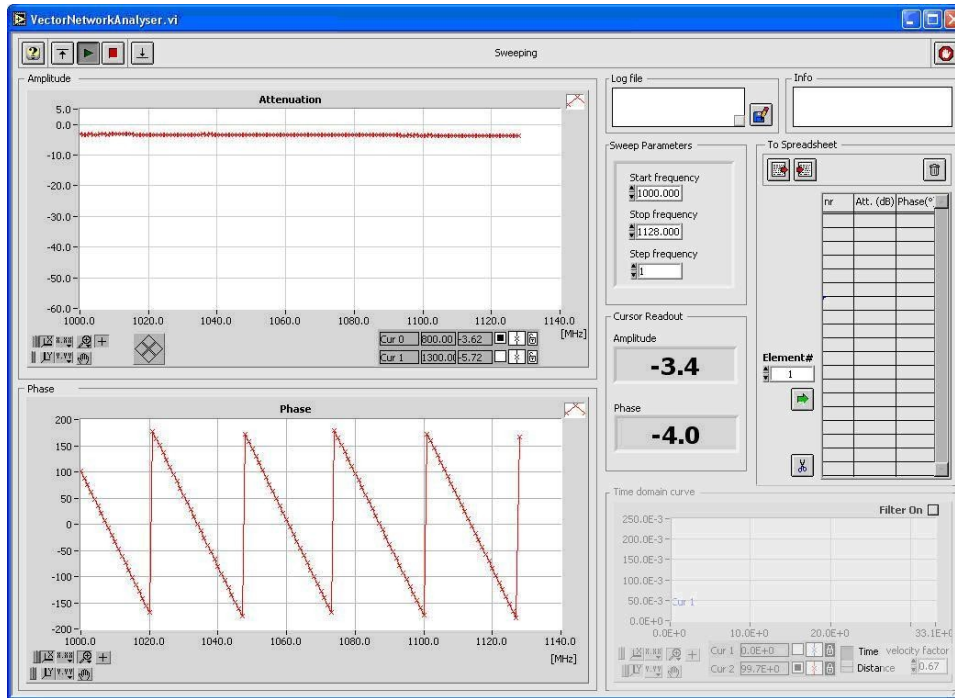 VectorNetworkAnalyser.vi
Sweeping
Amplitude
Attenuation
5.0
0.0
-10.0
-20.0
-30.0
-40.0
-50.0
-60.0
1000.0 1020.0 1040.0 1060.0 1080.0 1100.0 1120.0 1140.0
[MHz]
Cur 0 800.00 -3.62
Cur 1 1300.00 -5.72
Phase
Phase
200
150
100
50
0
-50
-100
-150
-200
1000.0 1020.0 1040.0 1060.0 1080.0 1100.0 1120.0 1140.0
[MHz]
Log file
Info
Sweep Parameters
Start frequency
1000.000
Stop frequency
1128.000
Step frequency
1
To Spreadsheet
nr Att. (dB) Phase(°
Element#
1
Cursor Readout
Amplitude
-3.4
Phase
-4.0
Time domain curve
Filter On
250.0E-3
200.0E-3
150.0E-3
100.0E-3
50.0E-3
0.0E+0
Cur 1
0.0E+0 10.0E+0 20.0E+0 33.1E+0
Cur 1 0.0E+0
Cur 2 99.7E+0
Time velocity factor
Distance 0.67